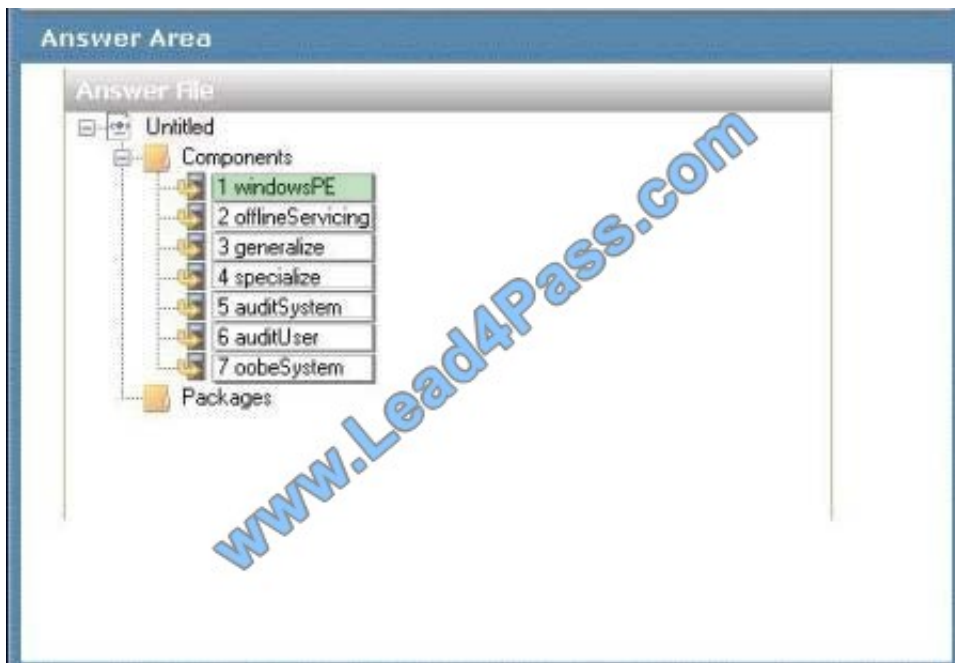 Answer Area
Answer File
Untitled
Components
1 windowsPE
2 offlineServicing
3 generalize
4 specialize
5 auditSystem
6 auditUser
7 oobeSystem
Packages
www.Lead4Pass.com